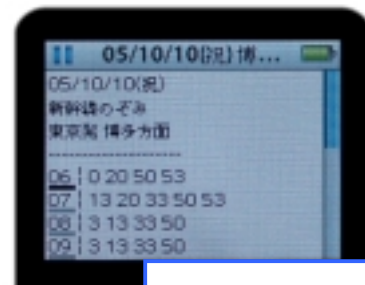 05/10/10(祝)博...
05/10/10(祝)
新幹線のぞみ
東京発 博多方面
--------------------
06 | 0 20 50 53
07 | 13 20 33 50 53
08 | 3 13 33 50
09 | 3 13 33 50